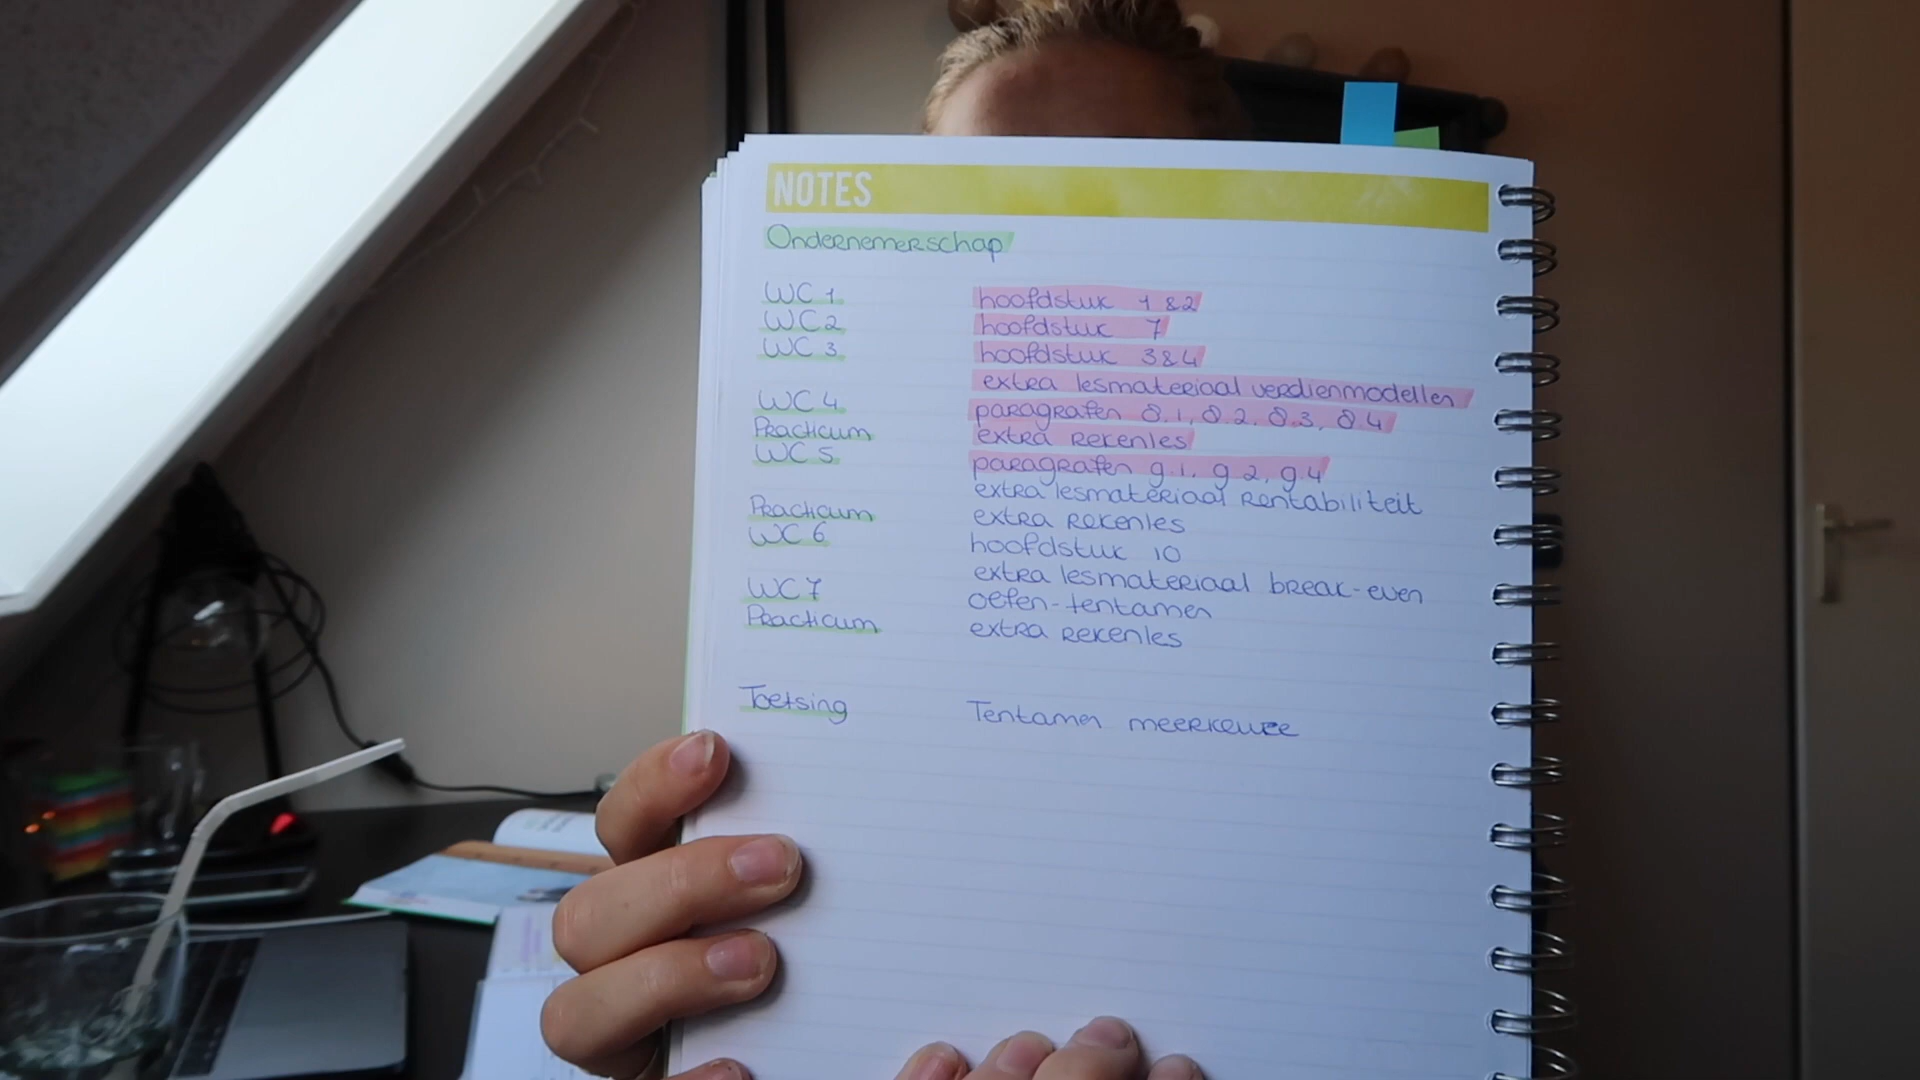 NOTES
Ondernemerschap
WC 1 hoofdstuk 1 & 2
WC 2 hoofdstuk 7
WC 3 hoofdstuk 3 & 4
extra lesmateriaal verdienmodellen
WC 4 paragrafen 8.1, 8.2, 8.3, 8.4
Practicum extra rekenles
WC 5 paragrafen 9.1, 9.2, 9.4
extra lesmateriaal rentabiliteit
Practicum extra rekenles
WC 6 hoofdstuk 10
extra lesmateriaal break-even
WC 7 oefen-tentamen
Practicum extra rekenles
Toetsing Tentamen meerkeuze